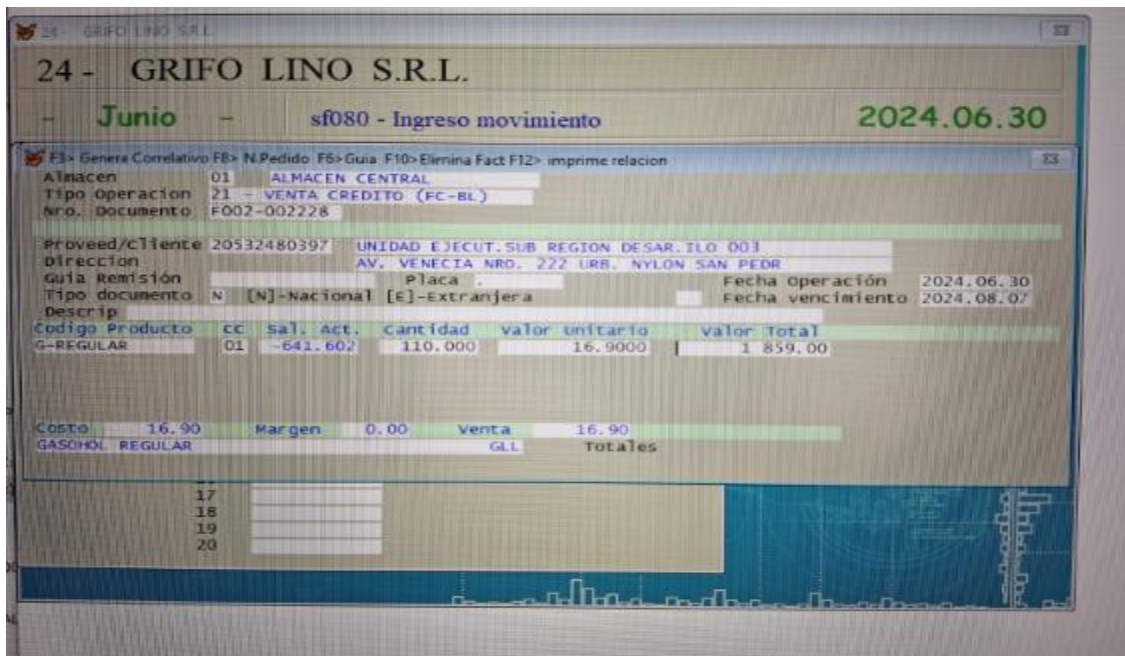 24 - GRIFO LINO S.R.L.
24 - GRIFO LINO S.R.L.
- Junio - sf080 - Ingreso movimiento 2024.06.30
F3> Genera Correlativo F8> N.Pedido F6>Guia F10>Elimina Fact F12> imprime relacion
Almacen 01 ALMACEN CENTRAL
Tipo Operacion 21 - VENTA CREDITO (FC-BL)
Nro. Documento F002-002228
Proveed/Cliente 20532480397 UNIDAD EJECUT.SUB REGION DESAR.ILO 003
Direccion AV. VENECIA NRO. 222 URB. NYLON SAN PEDR
Guia Remisión Placa . Fecha Operación 2024.06.30
Tipo documento N [N]-Nacional [E]-Extranjera Fecha vencimiento 2024.08.07
Descrip
Codigo Producto CC Sal. Act. Cantidad Valor Unitario Valor Total
G-REGULAR 01 -641.602 110.000 16.9000 1 859.00
Costo 16.90 Margen 0.00 Venta 16.90
GASOHOL REGULAR GLL Totales
17
18
19
20